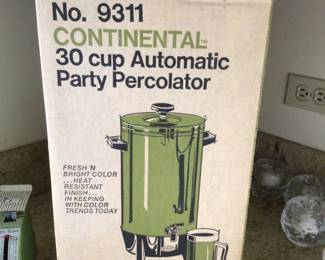 No. 9311
CONTINENTAL™
30 cup Automatic
Party Percolator
FRESH 'N
BRIGHT COLOR
...HEAT
RESISTANT
FINISH...
IN KEEPING
WITH COLOR
TRENDS TODAY